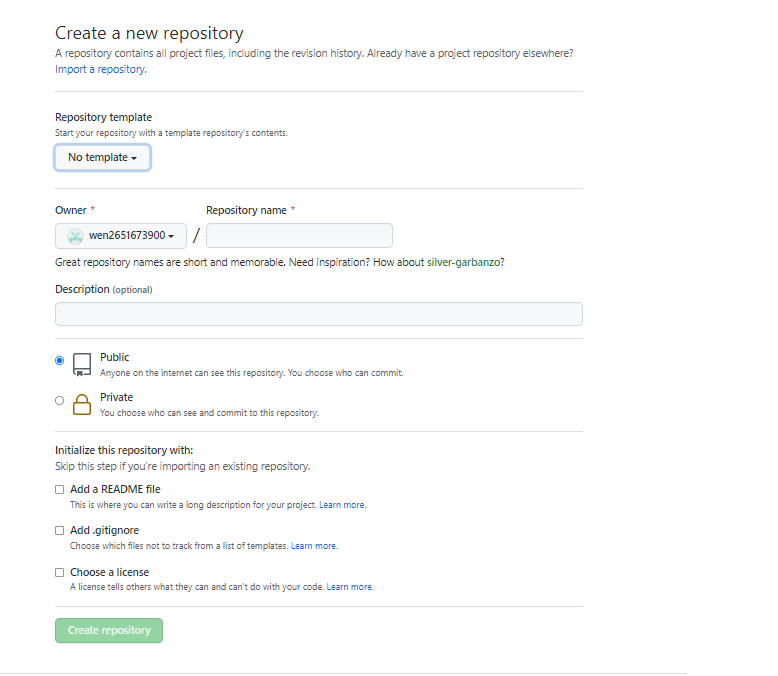 Create a new repository
A repository contains all project files, including the revision history. Already have a project repository elsewhere?
Import a repository.
Repository template
Start your repository with a template repository's contents.
No template
Owner *
Repository name *
wen2651673900
/
Great repository names are short and memorable. Need inspiration? How about silver-garbanzo?
Description (optional)
Public
Anyone on the internet can see this repository. You choose who can commit.
Private
You choose who can see and commit to this repository.
Initialize this repository with:
Skip this step if you're importing an existing repository.
Add a README file
This is where you can write a long description for your project. Learn more.
Add .gitignore
Choose which files not to track from a list of templates. Learn more.
Choose a license
A license tells others what they can and can't do with your code. Learn more.
Create repository